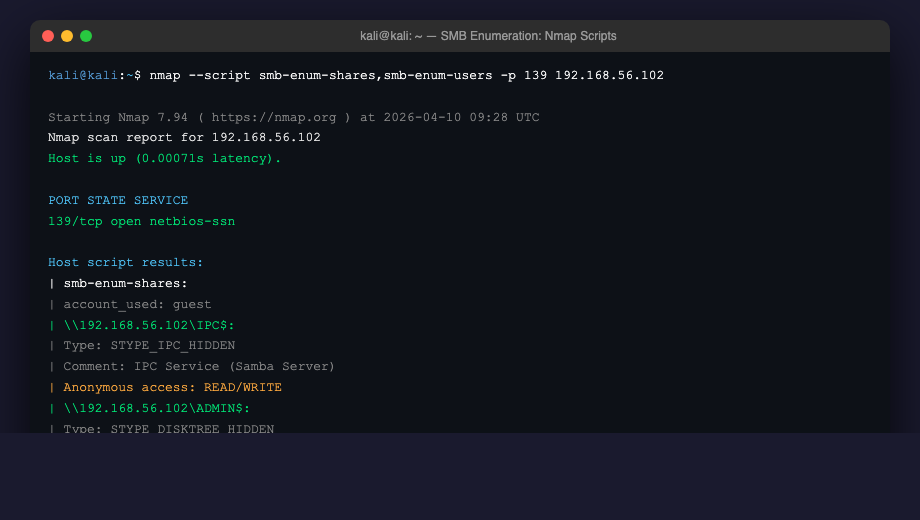 kali@kali: ~ — SMB Enumeration: Nmap Scripts
kali@kali:~$ nmap --script smb-enum-shares,smb-enum-users -p 139 192.168.56.102
Starting Nmap 7.94 ( https://nmap.org ) at 2026-04-10 09:28 UTC
Nmap scan report for 192.168.56.102
Host is up (0.00071s latency).
PORT STATE SERVICE
139/tcp open netbios-ssn
Host script results:
| smb-enum-shares:
| account_used: guest
| \\192.168.56.102\IPC$:
| Type: STYPE_IPC_HIDDEN
| Comment: IPC Service (Samba Server)
| Anonymous access: READ/WRITE
| \\192.168.56.102\ADMIN$:
| Type: STYPE_DISKTREE_HIDDEN